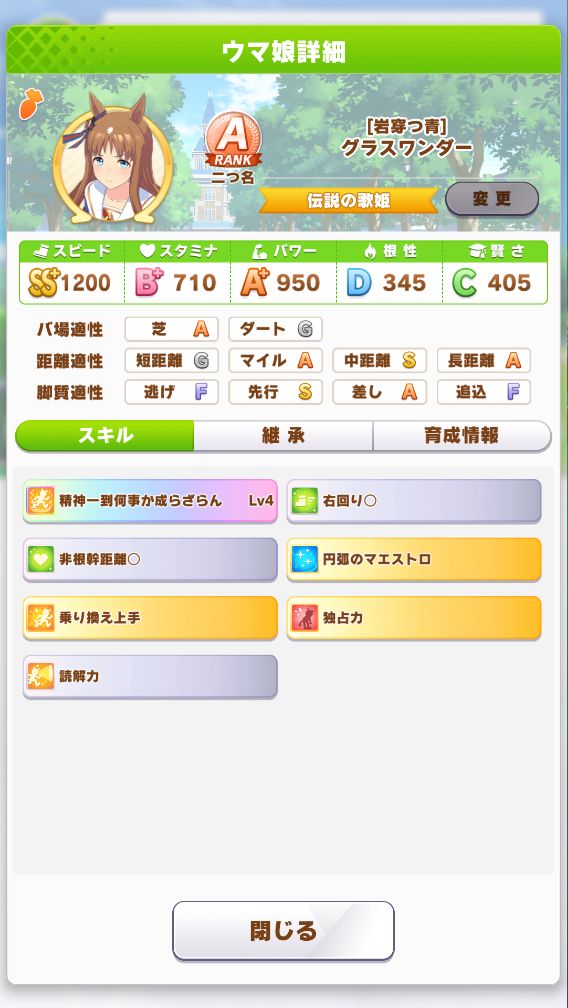 ウマ娘詳細
A
RANK
二つ名
[岩穿つ青]
グラスワンダー
伝説の歌姫
変更
スピード スタミナ パワー 根性 賢さ
SS+ 1200 B+ 710 A+ 950 D 345 C 405
バ場適性 芝 A ダート G
距離適性 短距離 G マイル A 中距離 S 長距離 A
脚質適性 逃げ F 先行 S 差し A 追込 F
スキル 継承 育成情報
精神一到何事か成らざらん Lv4 右回り○
非根幹距離○ 円弧のマエストロ
乗り換え上手 独占力
読解力
閉じる